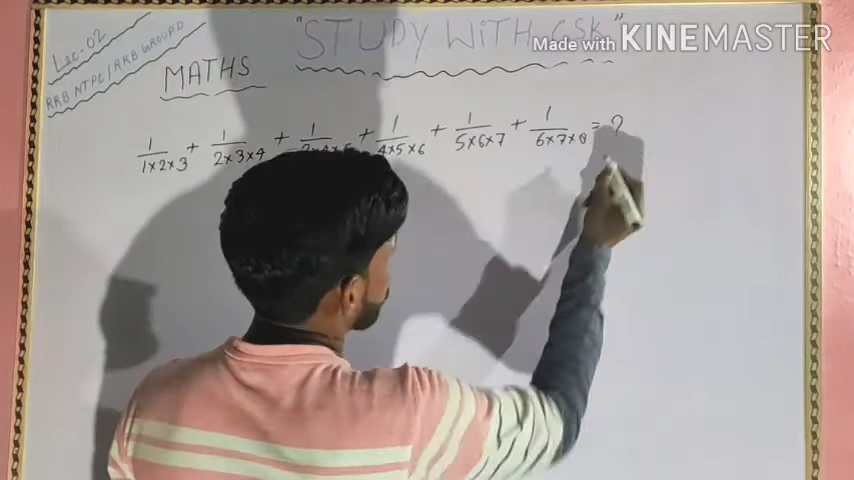 Lec-02
RRB NTPC/RRB GROUP D
"STUDY WiTH CSK"
Made with KINEMASTER
MATHS
1/1×2×3 + 1/2×3×4 + 1/3×4×5 + 1/4×5×6 + 1/5×6×7 + 1/6×7×8 = ?